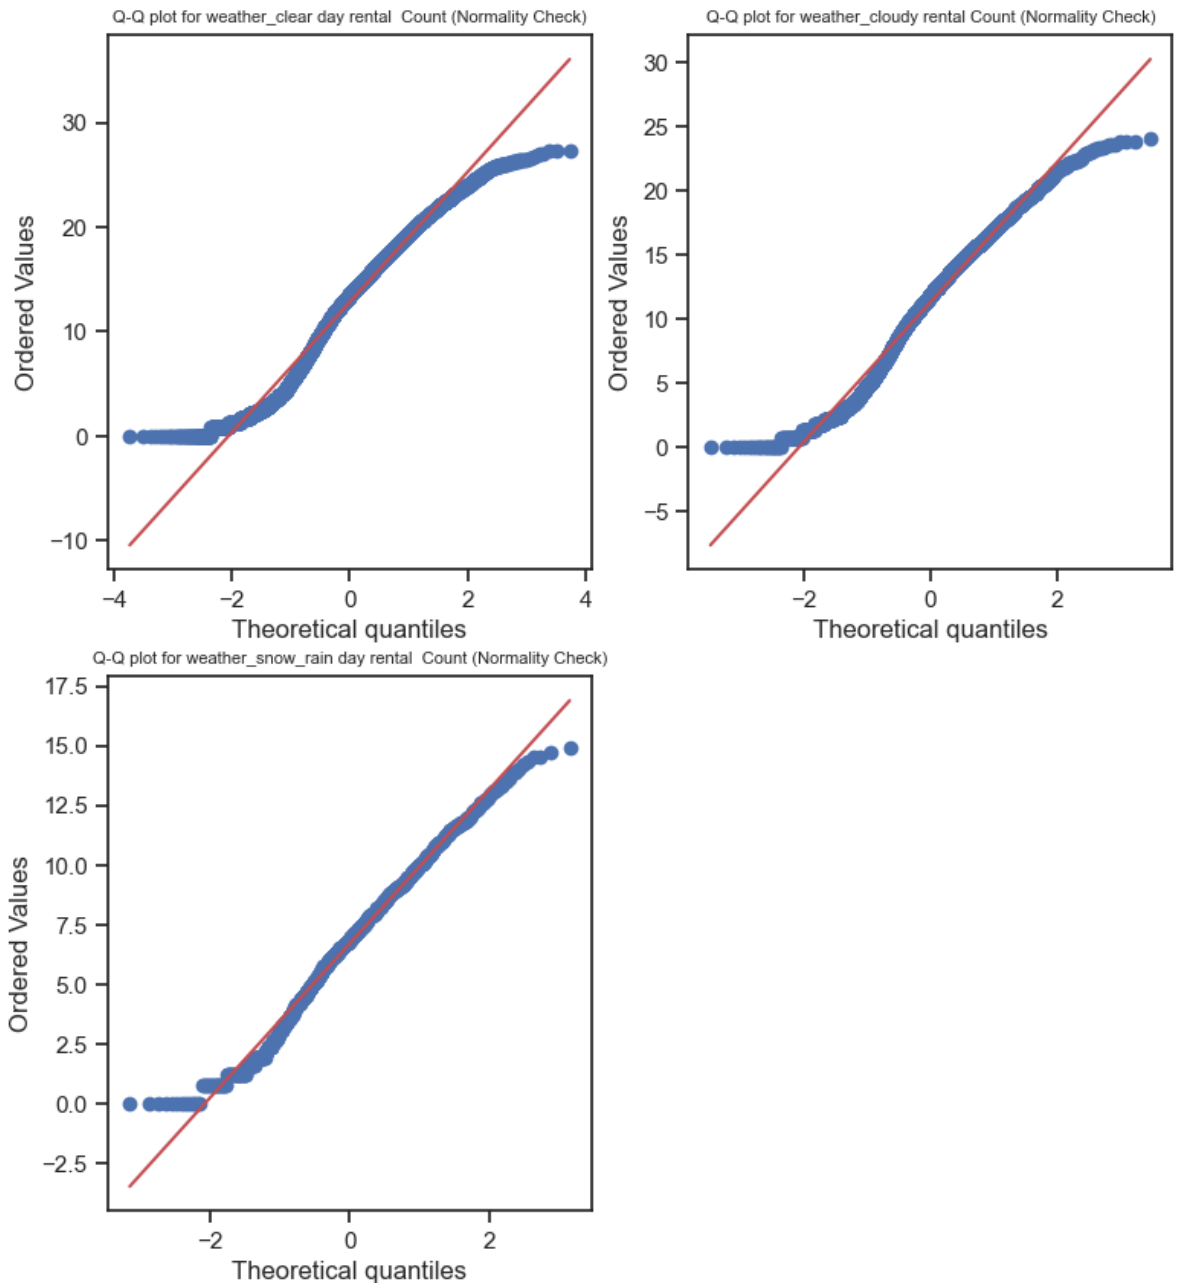 Q-Q plot for weather_clear day rental  Count (Normality Check)
30
20
10
0
−10
Ordered Values
−4 −2 0 2 4
Theoretical quantiles
Q-Q plot for weather_cloudy rental Count (Normality Check)
30
25
20
15
10
5
0
−5
Ordered Values
−2 0 2
Theoretical quantiles
Q-Q plot for weather_snow_rain day rental  Count (Normality Check)
17.5
15.0
12.5
10.0
7.5
5.0
2.5
0.0
−2.5
Ordered Values
−2 0 2
Theoretical quantiles